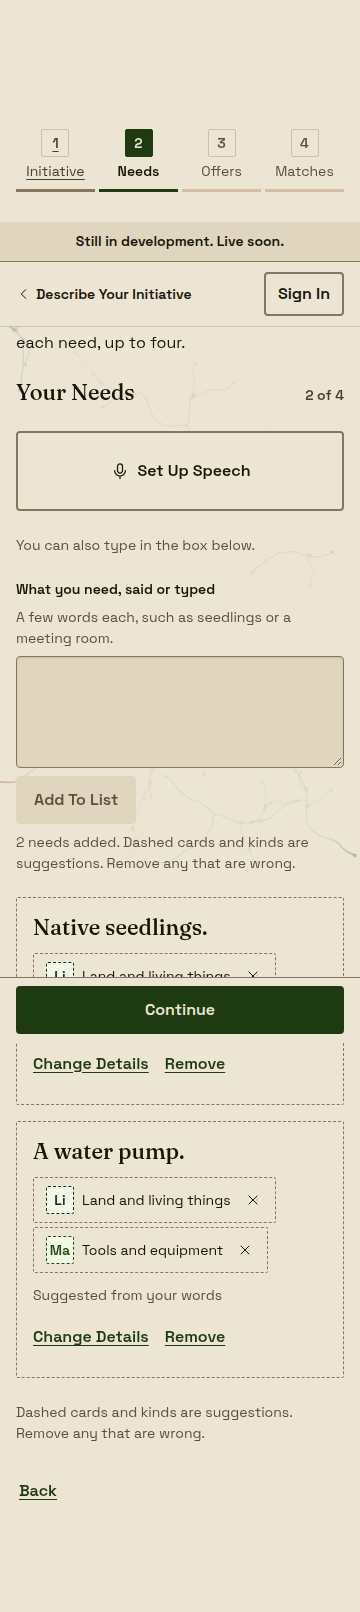 1
2
3
4
Initiative
Needs
Offers
Matches
Still in development. Live soon.
Describe Your Initiative
Sign In
each need, up to four.
Your Needs
2 of 4
Set Up Speech
You can also type in the box below.
What you need, said or typed
A few words each, such as seedlings or a
meeting room.
Add To List
2 needs added. Dashed cards and kinds are
suggestions. Remove any that are wrong.
Native seedlings.
Li Land and living things
Continue
Change Details Remove
A water pump.
Li Land and living things
Ma Tools and equipment
Suggested from your words
Change Details Remove
Dashed cards and kinds are suggestions.
Remove any that are wrong.
Back